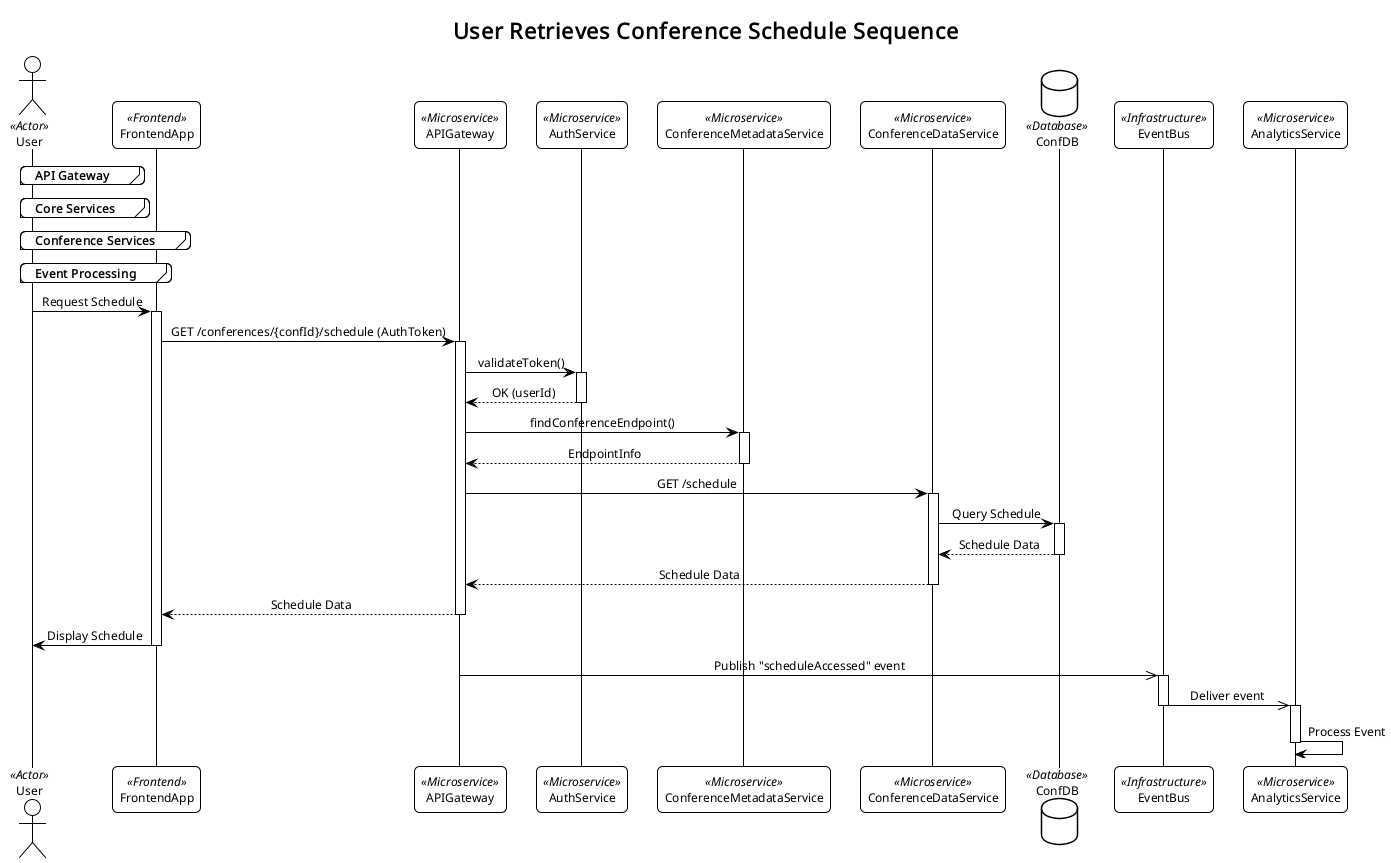 User Retrieves Conference Schedule Sequence
«Actor»
User
«Frontend»
FrontendApp
«Microservice»
APIGateway
«Microservice»
AuthService
«Microservice»
ConferenceMetadataService
«Microservice»
ConferenceDataService
«Database»
ConfDB
«Infrastructure»
EventBus
«Microservice»
AnalyticsService
API Gateway
Core Services
Conference Services
Event Processing
Request Schedule
GET /conferences/{confId}/schedule (AuthToken)
validateToken()
OK (userId)
findConferenceEndpoint()
EndpointInfo
GET /schedule
Query Schedule
Schedule Data
Schedule Data
Schedule Data
Display Schedule
Publish "scheduleAccessed" event
Deliver event
Process Event
«Actor»
User
«Frontend»
FrontendApp
«Microservice»
APIGateway
«Microservice»
AuthService
«Microservice»
ConferenceMetadataService
«Microservice»
ConferenceDataService
«Database»
ConfDB
«Infrastructure»
EventBus
«Microservice»
AnalyticsService